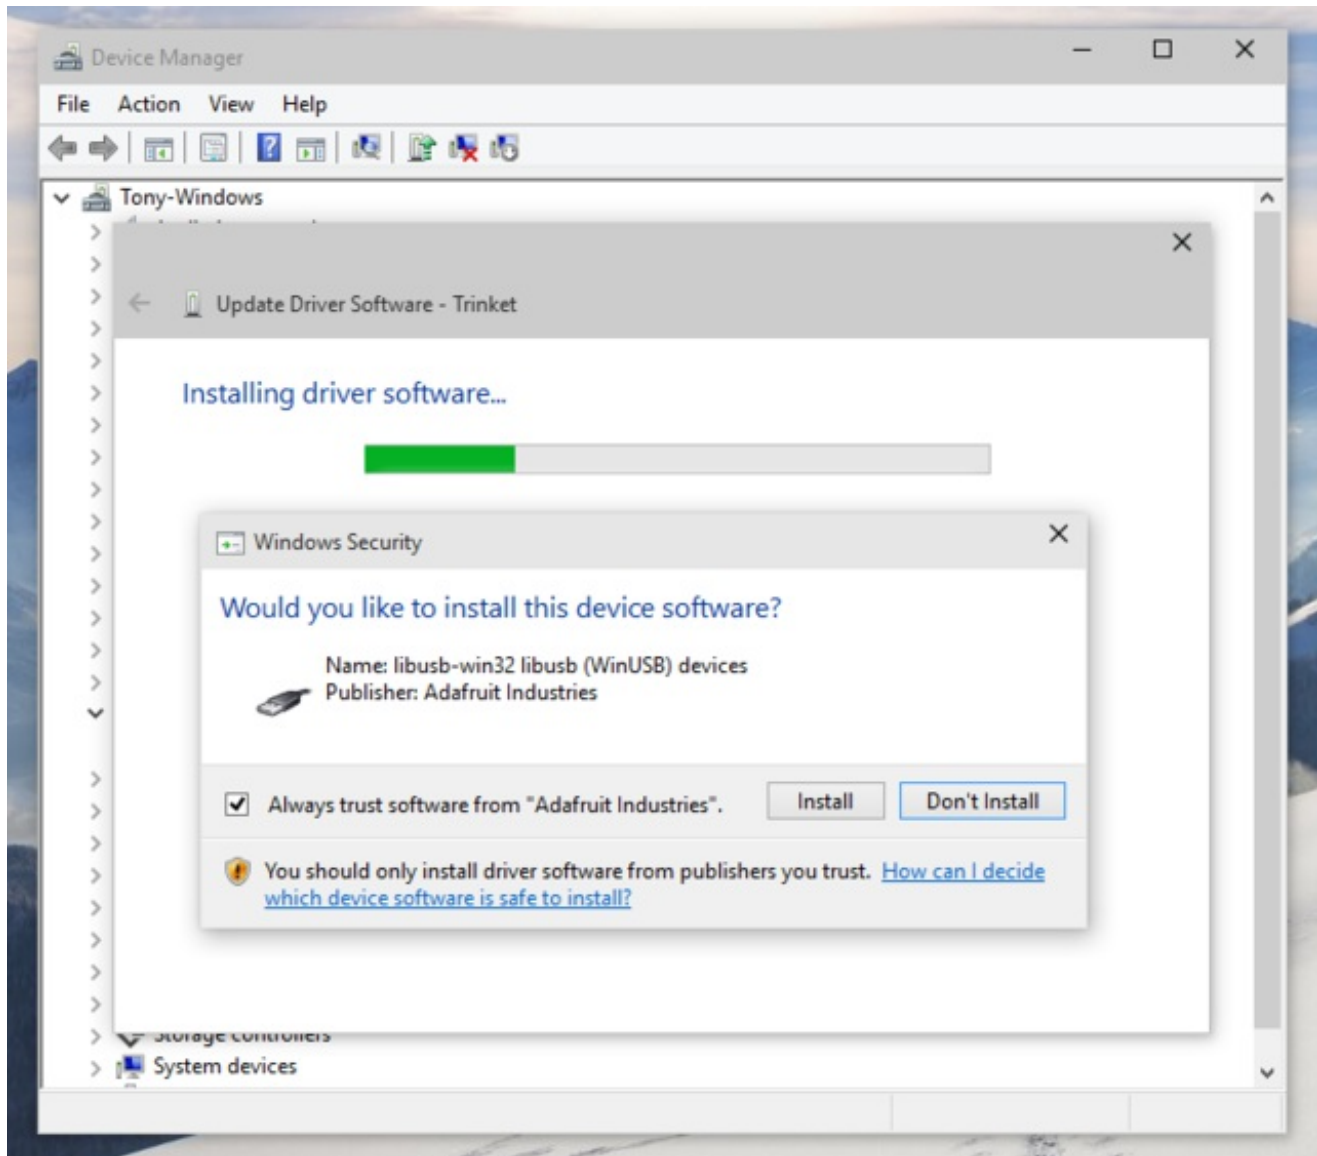 Device Manager
File Action View Help
Tony-Windows
Update Driver Software - Trinket
Installing driver software...
Windows Security
Would you like to install this device software?
Name: libusb-win32 libusb (WinUSB) devices
Publisher: Adafruit Industries
Always trust software from "Adafruit Industries".
Install
Don't Install
You should only install driver software from publishers you trust. How can I decide
which device software is safe to install?
Storage controllers
System devices